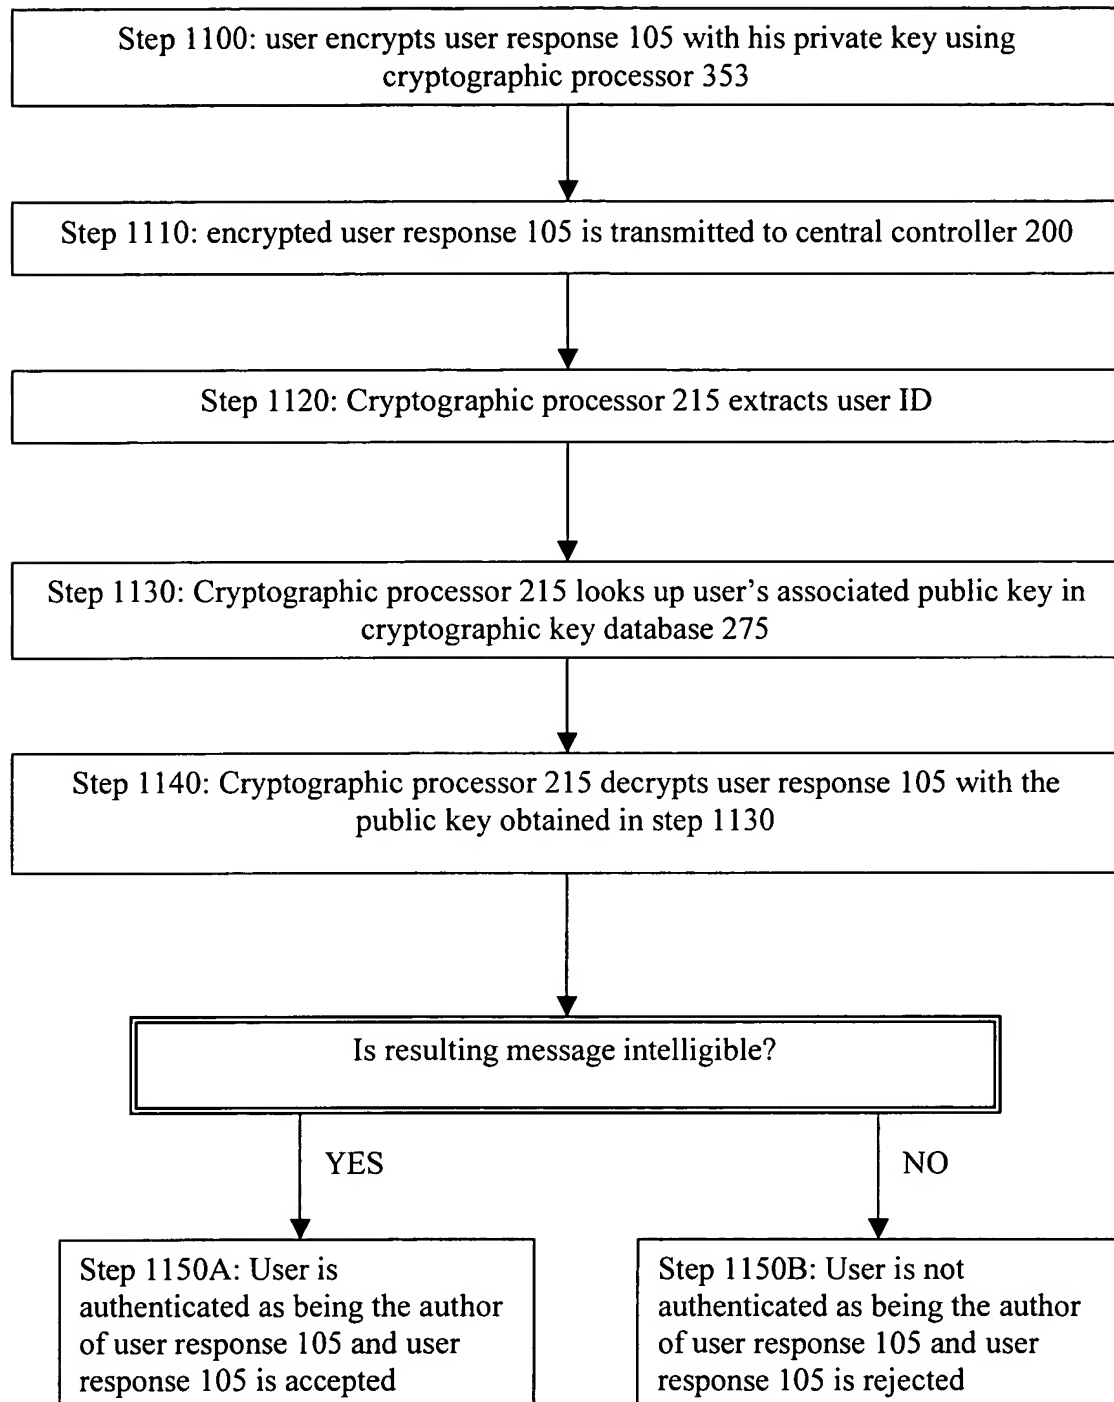 Step 1100: user encrypts user response 105 with his private key using
cryptographic processor 353
Step 1110: encrypted user response 105 is transmitted to central controller 200
Step 1120: Cryptographic processor 215 extracts user ID
Step 1130: Cryptographic processor 215 looks up user's associated public key in
cryptographic key database 275
Step 1140: Cryptographic processor 215 decrypts user response 105 with the
public key obtained in step 1130
Is resulting message intelligible?
YES
NO
Step 1150A: User is
authenticated as being the author
of user response 105 and user
response 105 is accepted
Step 1150B: User is not
authenticated as being the author
of user response 105 and user
response 105 is rejected